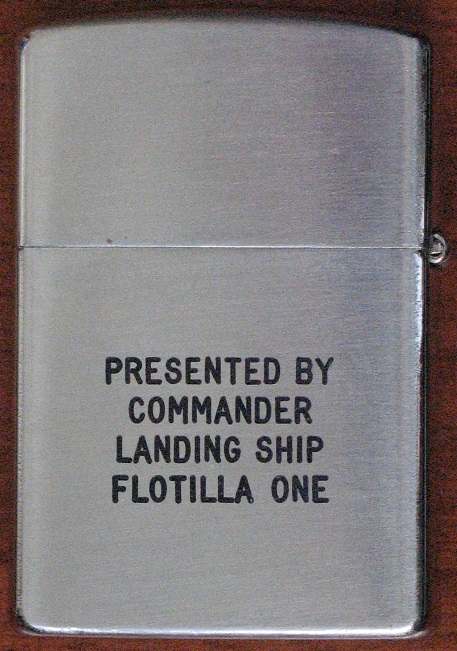 PRESENTED BY
COMMANDER
LANDING SHIP
FLOTILLA ONE